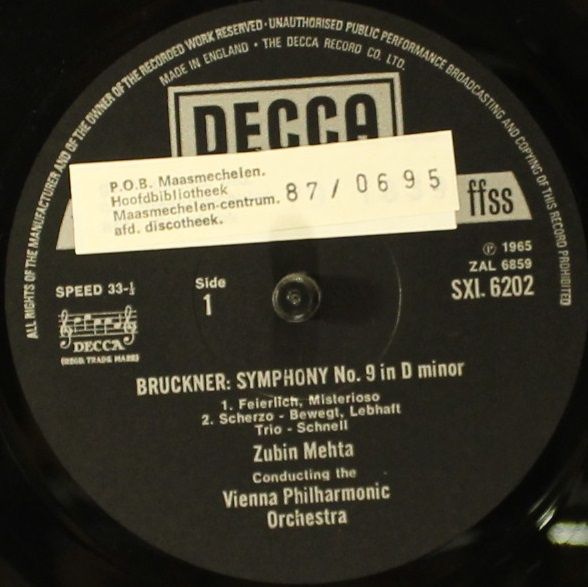 ALL RIGHTS OF THE MANUFACTURER AND OF THE OWNER OF THE RECORDED WORK RESERVED · UNAUTHORISED PUBLIC PERFORMANCE BROADCASTING AND COPYING OF THIS RECORD PROHIBITED
MADE IN ENGLAND · THE DECCA RECORD CO. LTD.
DECCA
P.O.B. Maasmechelen.
Hoofdbibliotheek
Maasmechelen-centrum.
afd. discotheek.
87/0695
ffss
Ⓟ 1965
ZAL 6859
SXL 6202
SPEED 33-⅓
Side
1
DECCA
(REGD. TRADE MARK)
BRUCKNER: SYMPHONY No. 9 in D minor
1. Feierlich, Misterioso
2. Scherzo - Bewegt, Lebhaft
Trio - Schnell
Zubin Mehta
Conducting the
Vienna Philharmonic
Orchestra